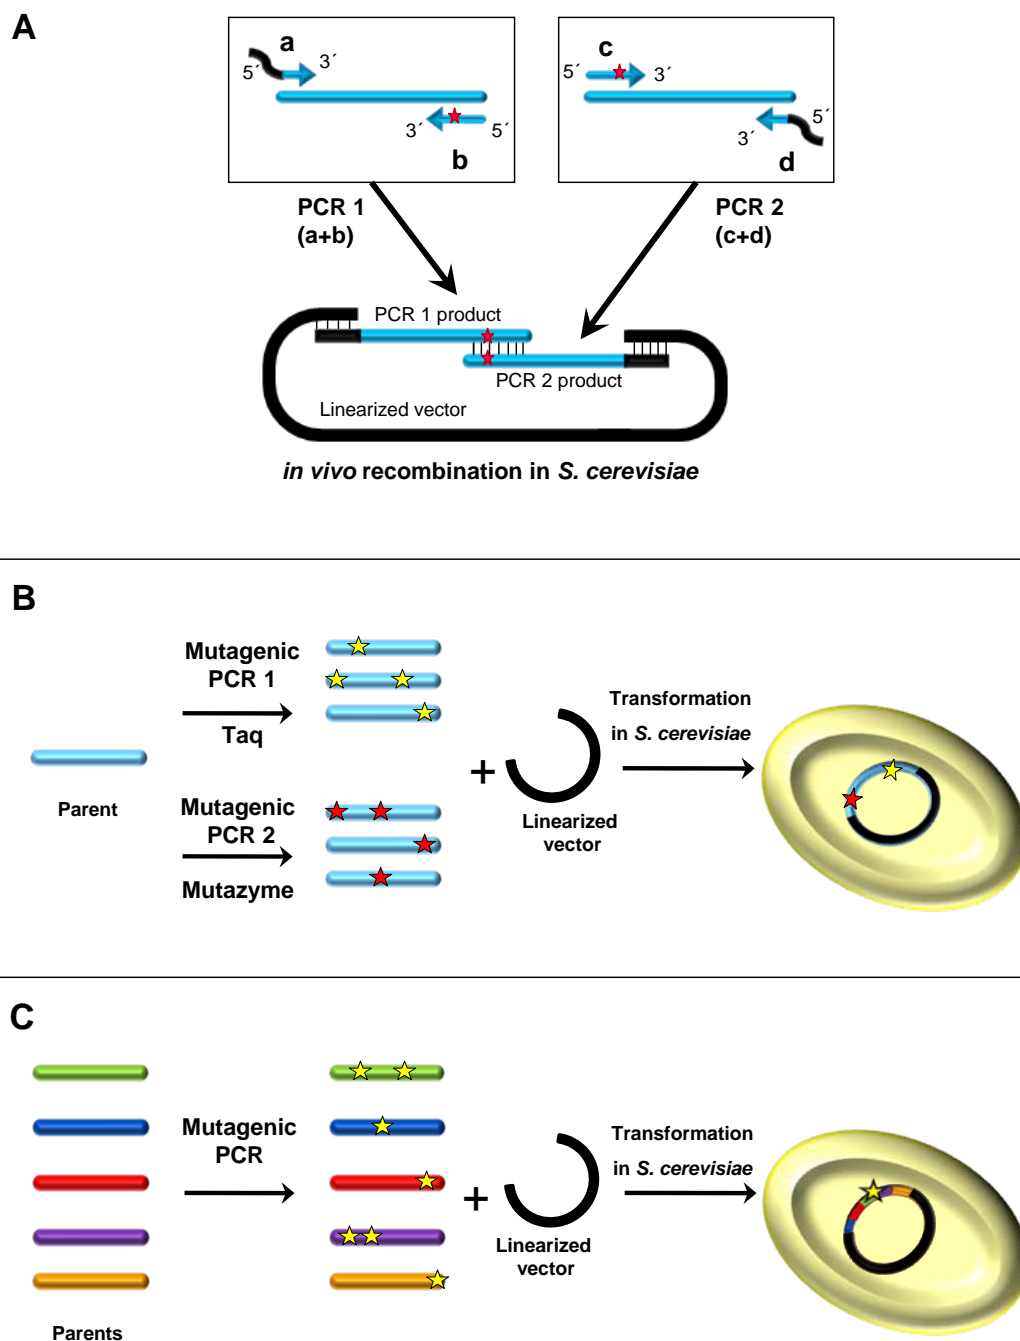 A
a
5´
3´
3´
5´
b
c
5´
3´
3´
5´
d
PCR 1
(a+b)
PCR 2
(c+d)
PCR 1 product
PCR 2 product
Linearized vector
in vivo recombination in S. cerevisiae
B
Parent
Mutagenic
PCR 1
Taq
Mutagenic
PCR 2
Mutazyme
+
Linearized
vector
Transformation
in S. cerevisiae
C
Parents
Mutagenic
PCR
+
Linearized
vector
Transformation
in S. cerevisiae